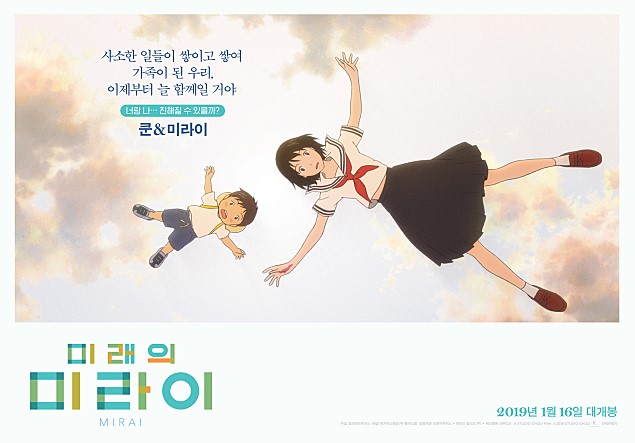 사소한 일들이 쌓이고 쌓여
가족이 된 우리,
이제부터 늘 함께일 거야
너랑 나… 친해질 수 있을까?
쿤&미라이
미래의
미라이
MIRAI
2019년 1월 16일 대개봉